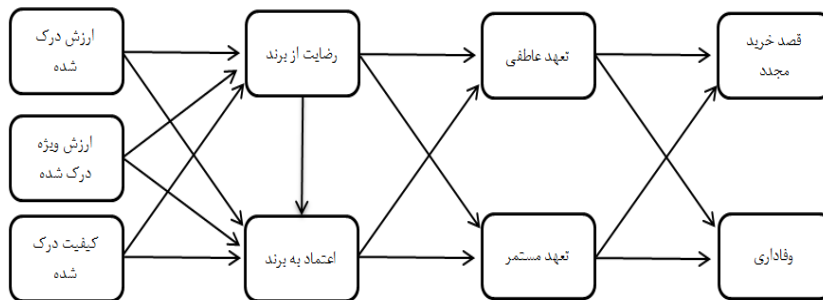 ارزش درک
شده
ارزش ویژه
درک شده
کیفیت درک
شده
رضایت از برند
اعتماد به برند
تعهد عاطفی
تعهد مستمر
قصد خرید
مجدد
وفاداری